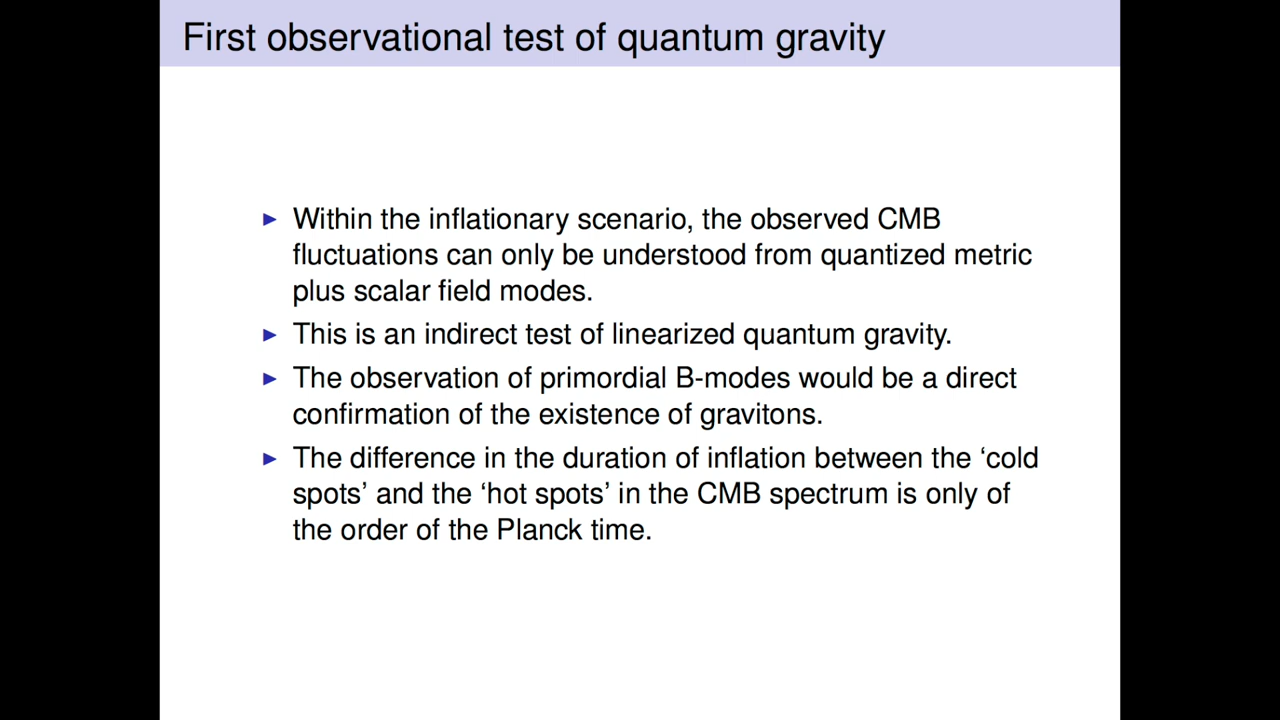 First observational test of quantum gravity
▶ Within the inflationary scenario, the observed CMB
fluctuations can only be understood from quantized metric
plus scalar field modes.
▶ This is an indirect test of linearized quantum gravity.
▶ The observation of primordial B-modes would be a direct
confirmation of the existence of gravitons.
▶ The difference in the duration of inflation between the ‘cold
spots’ and the ‘hot spots’ in the CMB spectrum is only of
the order of the Planck time.